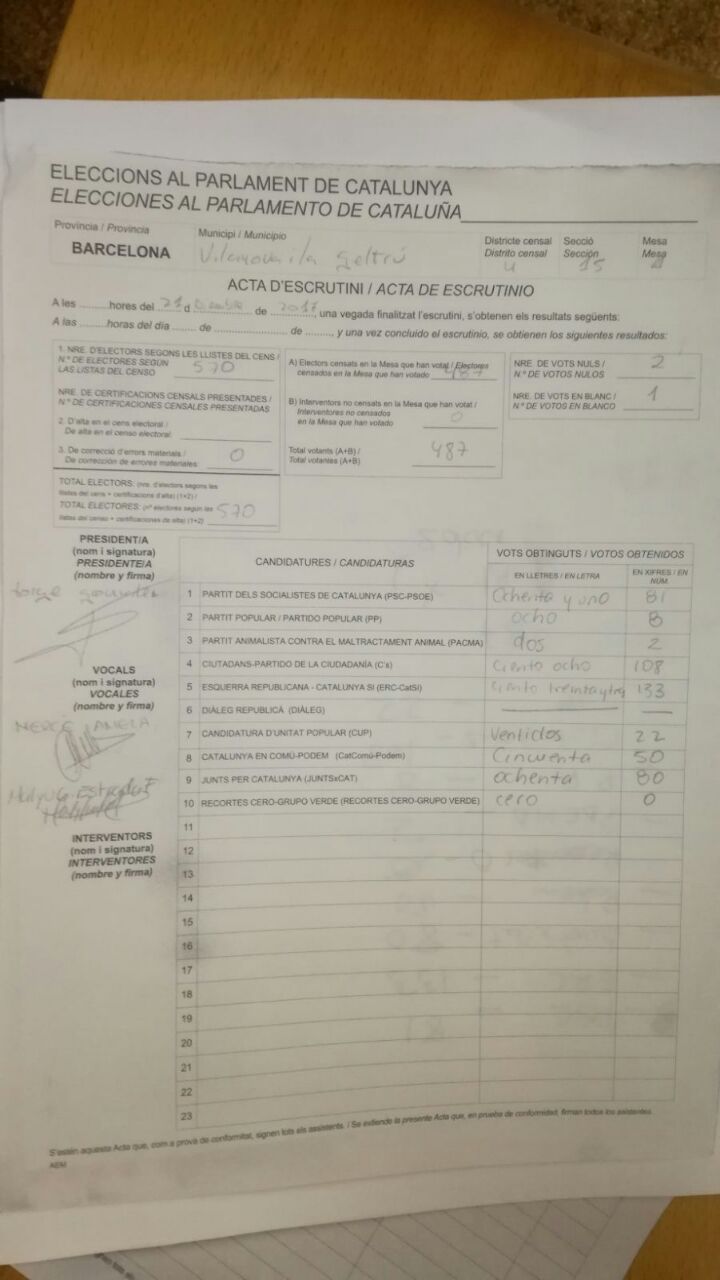 ELECCIONS AL PARLAMENT DE CATALUNYA
ELECCIONES AL PARLAMENTO DE CATALUÑA
Provincia / Provincia
BARCELONA
Municipi / Municipio
Vilanova i la Geltrú
Districte censal
Distrito censal
4
Secció
Sección
15
Mesa
Mesa
ACTA D'ESCRUTINI / ACTA DE ESCRUTINIO
A les ..........hores del 21 d ............ de 2017, una vegada finalitzat l'escrutini, s'obtenen els resultats següents:
A las .........horas del día ........ de ........................ de ........, y una vez concluido el escrutinio, se obtienen los siguientes resultados:
1. NRE. D'ELECTORS SEGONS LES LLISTES DEL CENS /
N.º DE ELECTORES SEGÚN
LAS LISTAS DEL CENSO
570
NRE. DE CERTIFICACIONS CENSALS PRESENTADES /
N.º DE CERTIFICACIONES CENSALES PRESENTADAS
2. D'alta en el cens electoral /
De alta en el censo electoral:
3. De correcció d'errors materials /
De corrección de errores materiales:
0
TOTAL ELECTORS: (nre. d'electors segons les
llistes del cens + certificacions d'alta) (1+2) /
TOTAL ELECTORES: (nº electores según las
listas del censo + certificaciones de alta) (1+2)
570
A) Electors censats en la Mesa que han votat / Electores
censados en la Mesa que han votado
487
B) Interventors no censats en la Mesa que han votat /
Interventores no censados
en la Mesa que han votado
0
Total votants (A+B) /
Total votantes (A+B)
487
NRE. DE VOTS NULS /
N.º DE VOTOS NULOS
2
NRE. DE VOTS EN BLANC /
N.º DE VOTOS EN BLANCO
1
PRESIDENT/A
(nom i signatura)
PRESIDENTE/A
(nombre y firma)
Jorge
VOCALS
(nom i signatura)
VOCALES
(nombre y firma)
MERCÈ
INTERVENTORS
(nom i signatura)
INTERVENTORES
(nombre y firma)
CANDIDATURES / CANDIDATURAS
VOTS OBTINGUTS / VOTOS OBTENIDOS
EN LLETRES / EN LETRA
EN XIFRES / EN NÚM.
1 PARTIT DELS SOCIALISTES DE CATALUNYA (PSC-PSOE) Ochenta y uno 81
2 PARTIT POPULAR / PARTIDO POPULAR (PP) ocho 8
3 PARTIT ANIMALISTA CONTRA EL MALTRACTAMENT ANIMAL (PACMA) dos 2
4 CIUTADANS-PARTIDO DE LA CIUDADANÍA (C's) ciento ocho 108
5 ESQUERRA REPUBLICANA - CATALUNYA SI (ERC-CatSI) ciento treintaytres 133
6 DIÀLEG REPUBLICÀ (DIÀLEG)
7 CANDIDATURA D'UNITAT POPULAR (CUP) Ventidos 22
8 CATALUNYA EN COMÚ-PODEM (CatComú-Podem) Cincuenta 50
9 JUNTS PER CATALUNYA (JUNTSxCAT) ochenta 80
10 RECORTES CERO-GRUPO VERDE (RECORTES CERO-GRUPO VERDE) cero 0
11
12
13
14
15
16
17
18
19
20
21
22
23
S'estén aquesta Acta que, com a prova de conformitat, signen tots els assistents. / Se extiende la presente Acta que, en prueba de conformidad, firman todos los asistentes.
AEM